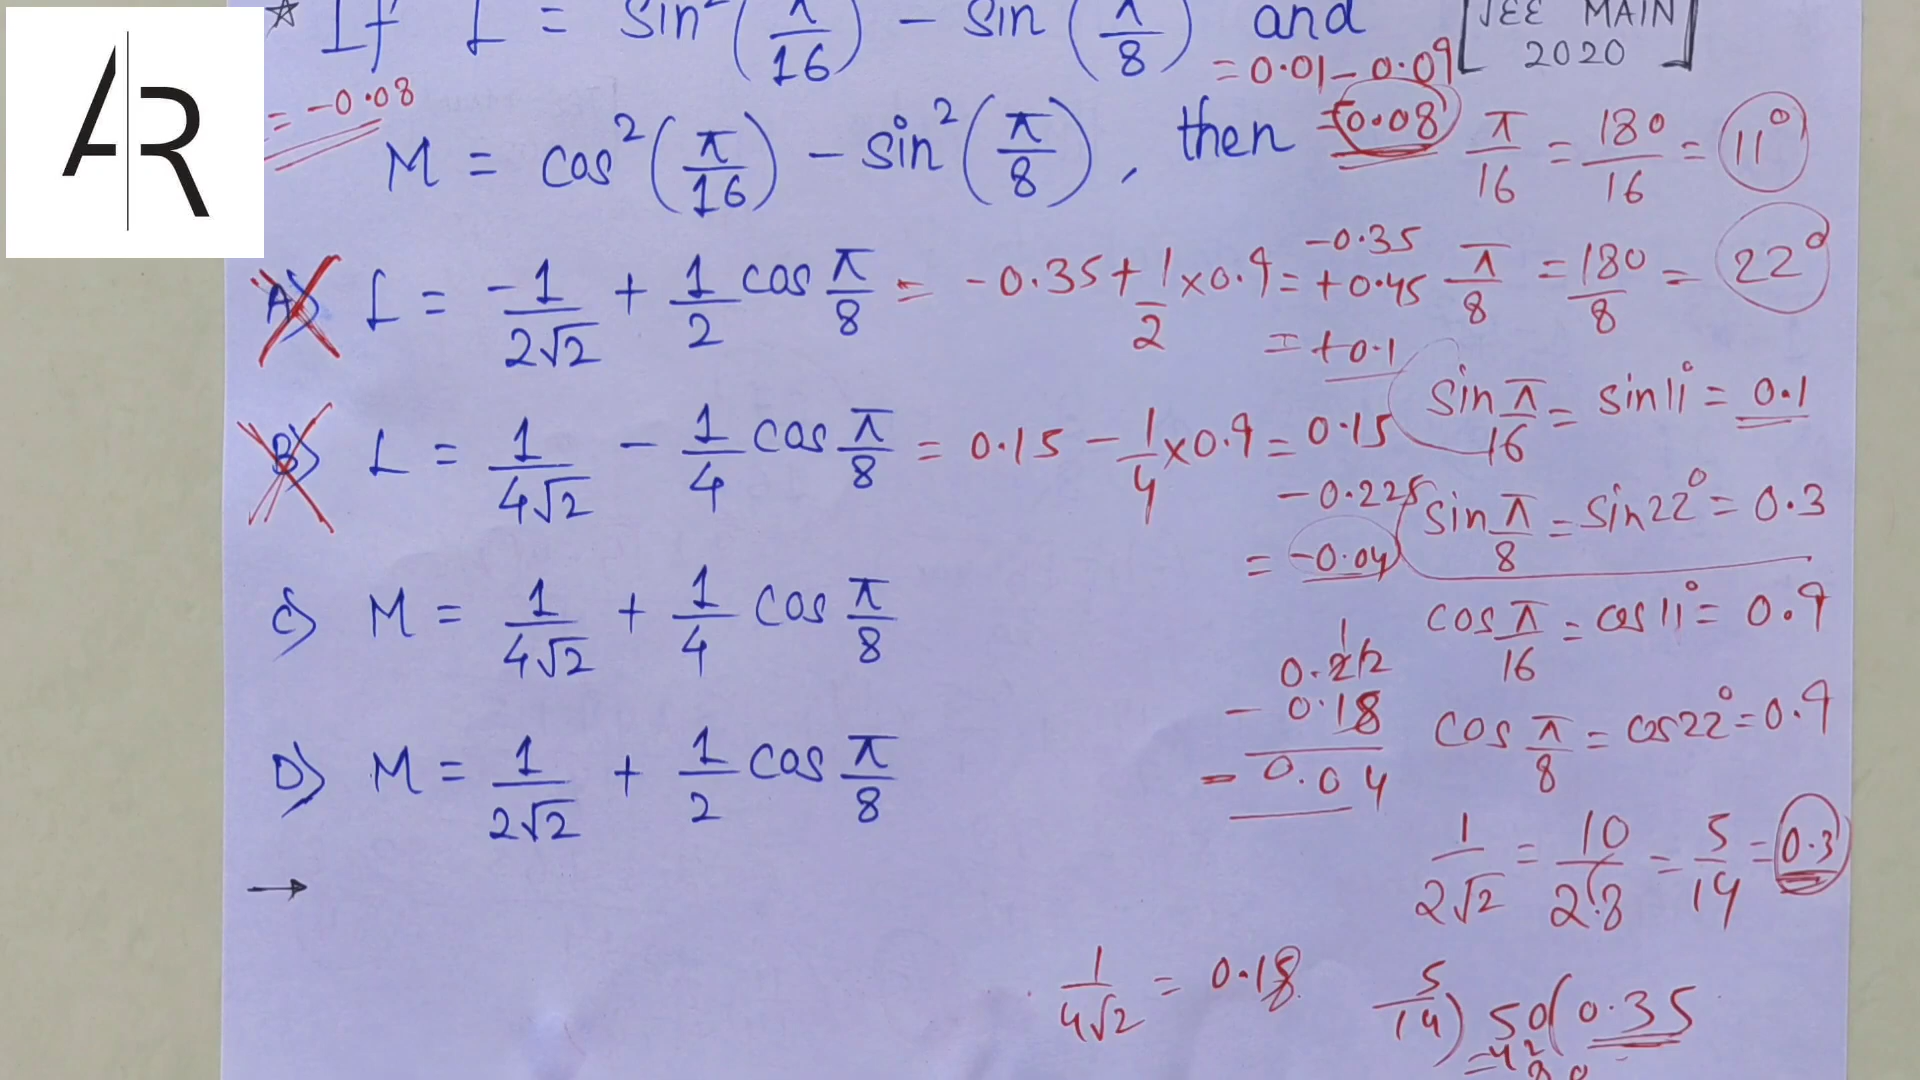 AR
☆ If L = sin²(π/16) − sin(π/8) and
[JEE MAIN
2020]
= 0.01 − 0.09
= −0.08
M = cos²(π/16) − sin²(π/8), then
= 0.08
π/16 = 180/16 = 11°
A) L = −1/2√2 + 1/2 cos π/8 = −0.35 + 1/2 × 0.9 = −0.35
+0.45
= +0.1
π/8 = 180/8 = 22°
sin π/16 = sin 11° = 0.1
B) L = 1/4√2 − 1/4 cos π/8 = 0.15 − 1/4 × 0.9 = 0.15
−0.225
= −0.04
sin π/8 = sin 22° = 0.3
C) M = 1/4√2 + 1/4 cos π/8
cos π/16 = cos 11° = 0.9
− 0.18
− 0.04
cos π/8 = cos 22° = 0.9
D) M = 1/2√2 + 1/2 cos π/8
1/2√2 = 10/28 = 5/14 = 0.3
→
1/4√2 = 0.18
5/14) 50(0.35